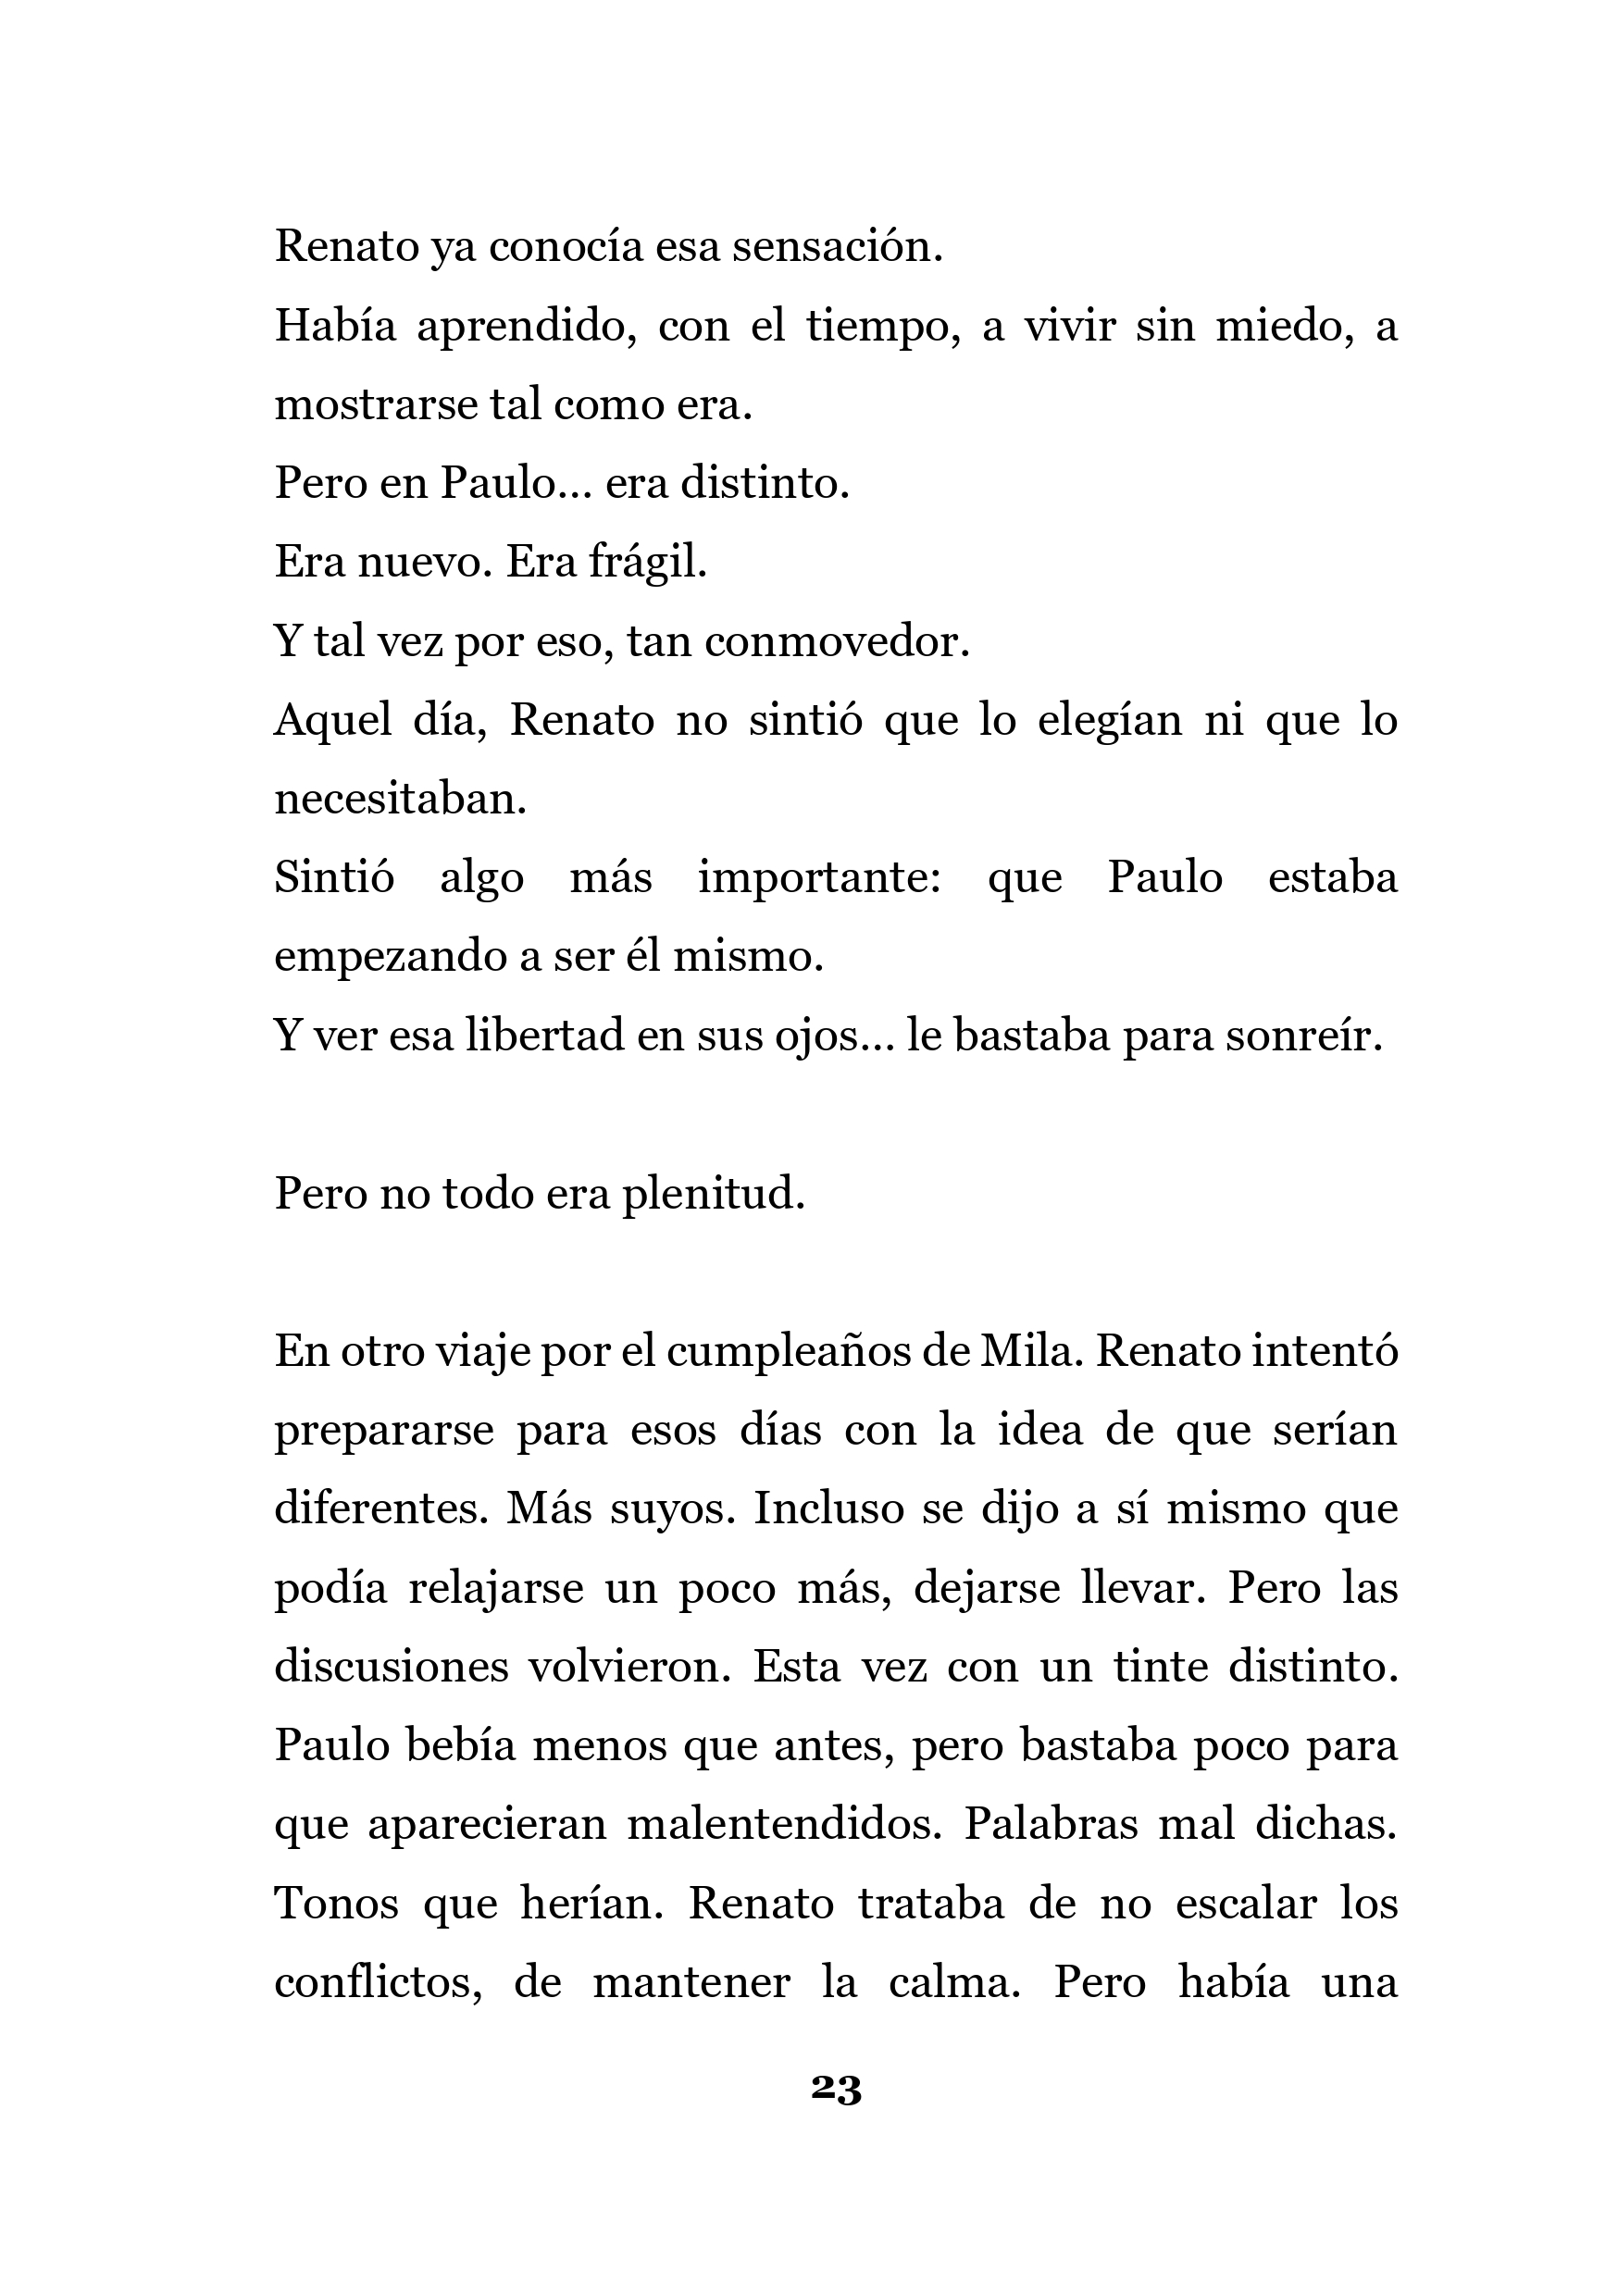 Renato ya conocía esa sensación.
Había aprendido, con el tiempo, a vivir sin miedo, a
mostrarse tal como era.
Pero en Paulo… era distinto.
Era nuevo. Era frágil.
Y tal vez por eso, tan conmovedor.
Aquel día, Renato no sintió que lo elegían ni que lo
necesitaban.
Sintió algo más importante: que Paulo estaba
empezando a ser él mismo.
Y ver esa libertad en sus ojos… le bastaba para sonreír.
Pero no todo era plenitud.
En otro viaje por el cumpleaños de Mila. Renato intentó
prepararse para esos días con la idea de que serían
diferentes. Más suyos. Incluso se dijo a sí mismo que
podía relajarse un poco más, dejarse llevar. Pero las
discusiones volvieron. Esta vez con un tinte distinto.
Paulo bebía menos que antes, pero bastaba poco para
que aparecieran malentendidos. Palabras mal dichas.
Tonos que herían. Renato trataba de no escalar los
conflictos, de mantener la calma. Pero había una
23